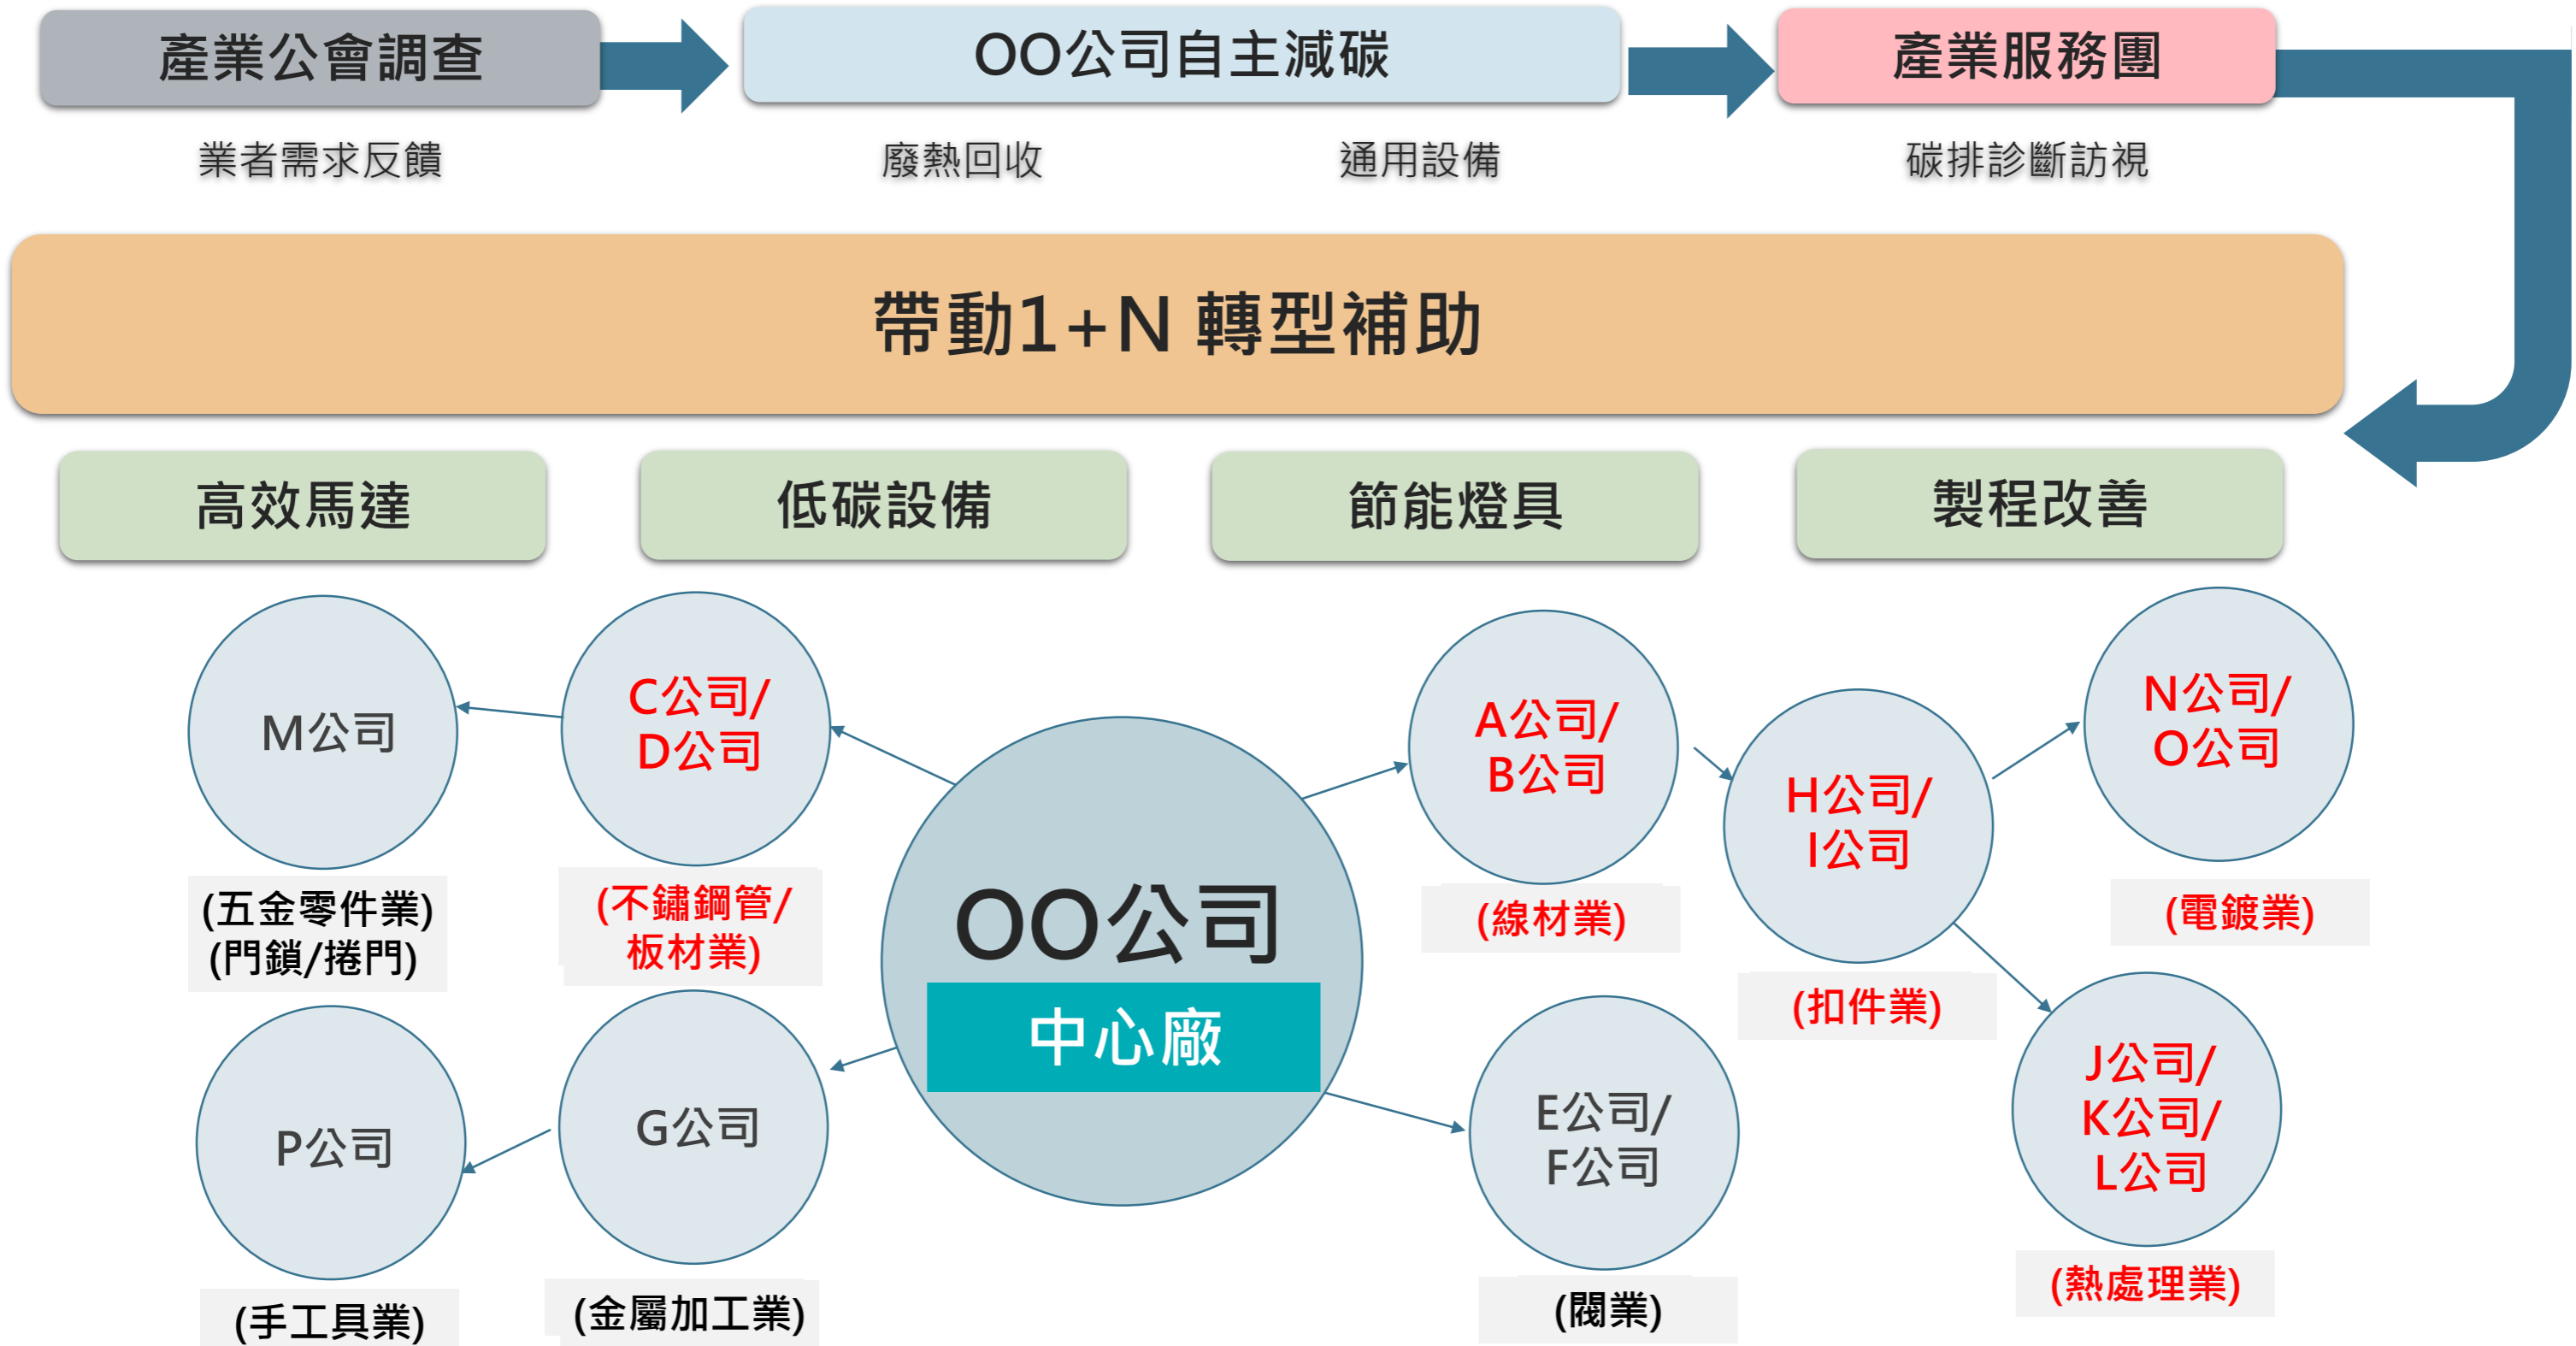 產業公會調查
OO公司自主減碳
產業服務團
業者需求反饋
廢熱回收
通用設備
碳排診斷訪視
帶動1+N 轉型補助
高效馬達
低碳設備
節能燈具
製程改善
M公司
(五金零件業)
(門鎖/捲門)
C公司/
D公司
(不鏽鋼管/
板材業)
P公司
(手工具業)
G公司
(金屬加工業)
OO公司
中心廠
A公司/
B公司
(線材業)
E公司/
F公司
(閥業)
H公司/
I公司
(扣件業)
N公司/
O公司
(電鍍業)
J公司/
K公司/
L公司
(熱處理業)